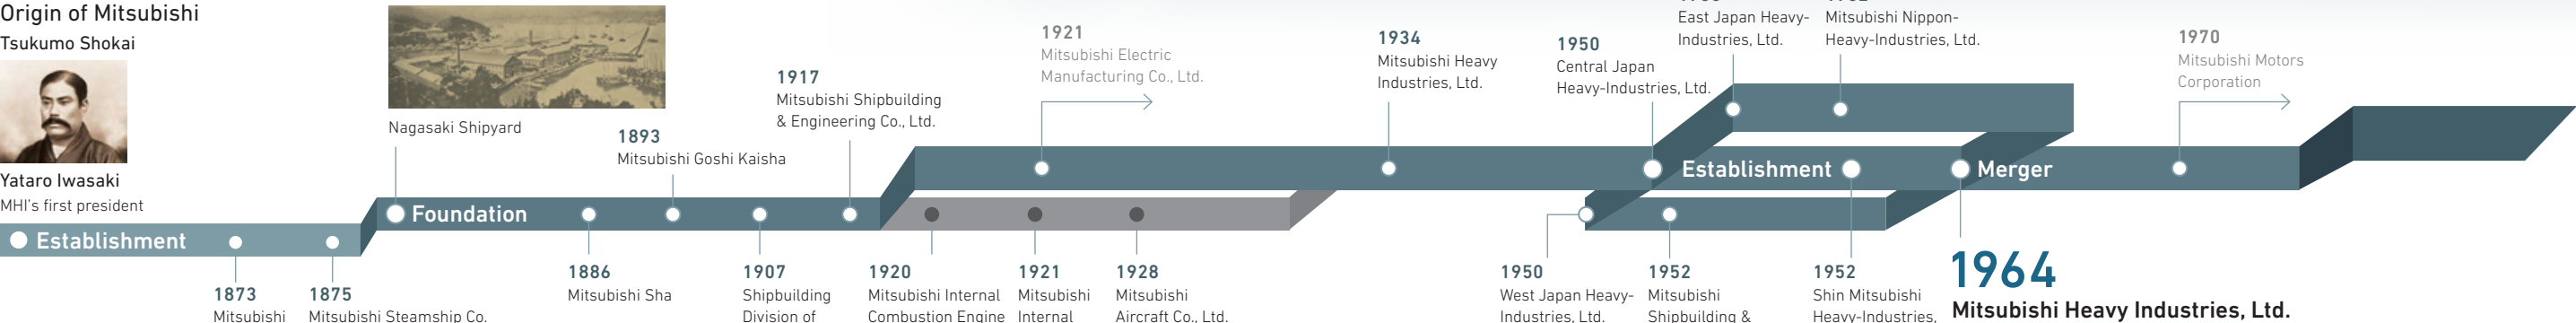 Origin of Mitsubishi
Tsukumo Shokai
Yataro Iwasaki
MHI's first president
Establishment
1873
Mitsubishi
1875
Mitsubishi Steamship Co.
Nagasaki Shipyard
Foundation
1886
Mitsubishi Sha
1893
Mitsubishi Goshi Kaisha
1907
Shipbuilding
Division of
1917
Mitsubishi Shipbuilding
& Engineering Co., Ltd.
1920
Mitsubishi Internal
Combustion Engine
1921
Mitsubishi
Internal
1928
Mitsubishi
Aircraft Co., Ltd.
1921
Mitsubishi Electric
Manufacturing Co., Ltd.
1934
Mitsubishi Heavy
Industries, Ltd.
1950
Central Japan
Heavy-Industries, Ltd.
East Japan Heavy-
Industries, Ltd.
Mitsubishi Nippon-
Heavy-Industries, Ltd.
Establishment
Merger
1950
West Japan Heavy-
Industries, Ltd.
1952
Mitsubishi
Shipbuilding &
1952
Shin Mitsubishi
Heavy-Industries,
1964
Mitsubishi Heavy Industries, Ltd.
1970
Mitsubishi Motors
Corporation